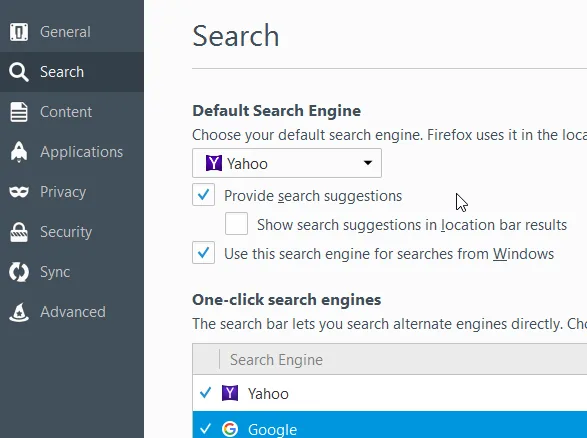 General
Search
Content
Applications
Privacy
Security
Sync
Advanced
Search
Default Search Engine
Choose your default search engine. Firefox uses it in the loca
Yahoo
Provide search suggestions
Show search suggestions in location bar results
Use this search engine for searches from Windows
One-click search engines
The search bar lets you search alternate engines directly. Cho
Search Engine
Yahoo
Google